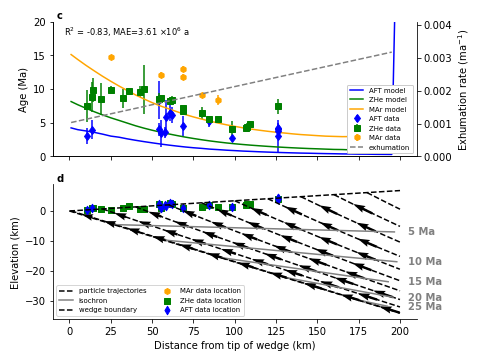 c
R² = -0.83, MAE=3.61 ×10⁶ a
Age (Ma)
20
15
10
5
0
Exhumation rate (ma⁻¹)
0.004
0.003
0.002
0.001
0.000
AFT model
ZHe model
MAr model
AFT data
ZHe data
MAr data
exhumation
d
Elevation (km)
0
−10
−20
−30
5 Ma
10 Ma
15 Ma
20 Ma
25 Ma
particle trajectories
isochron
wedge boundary
MAr data location
ZHe data location
AFT data location
0 25 50 75 100 125 150 175 200
Distance from tip of wedge (km)